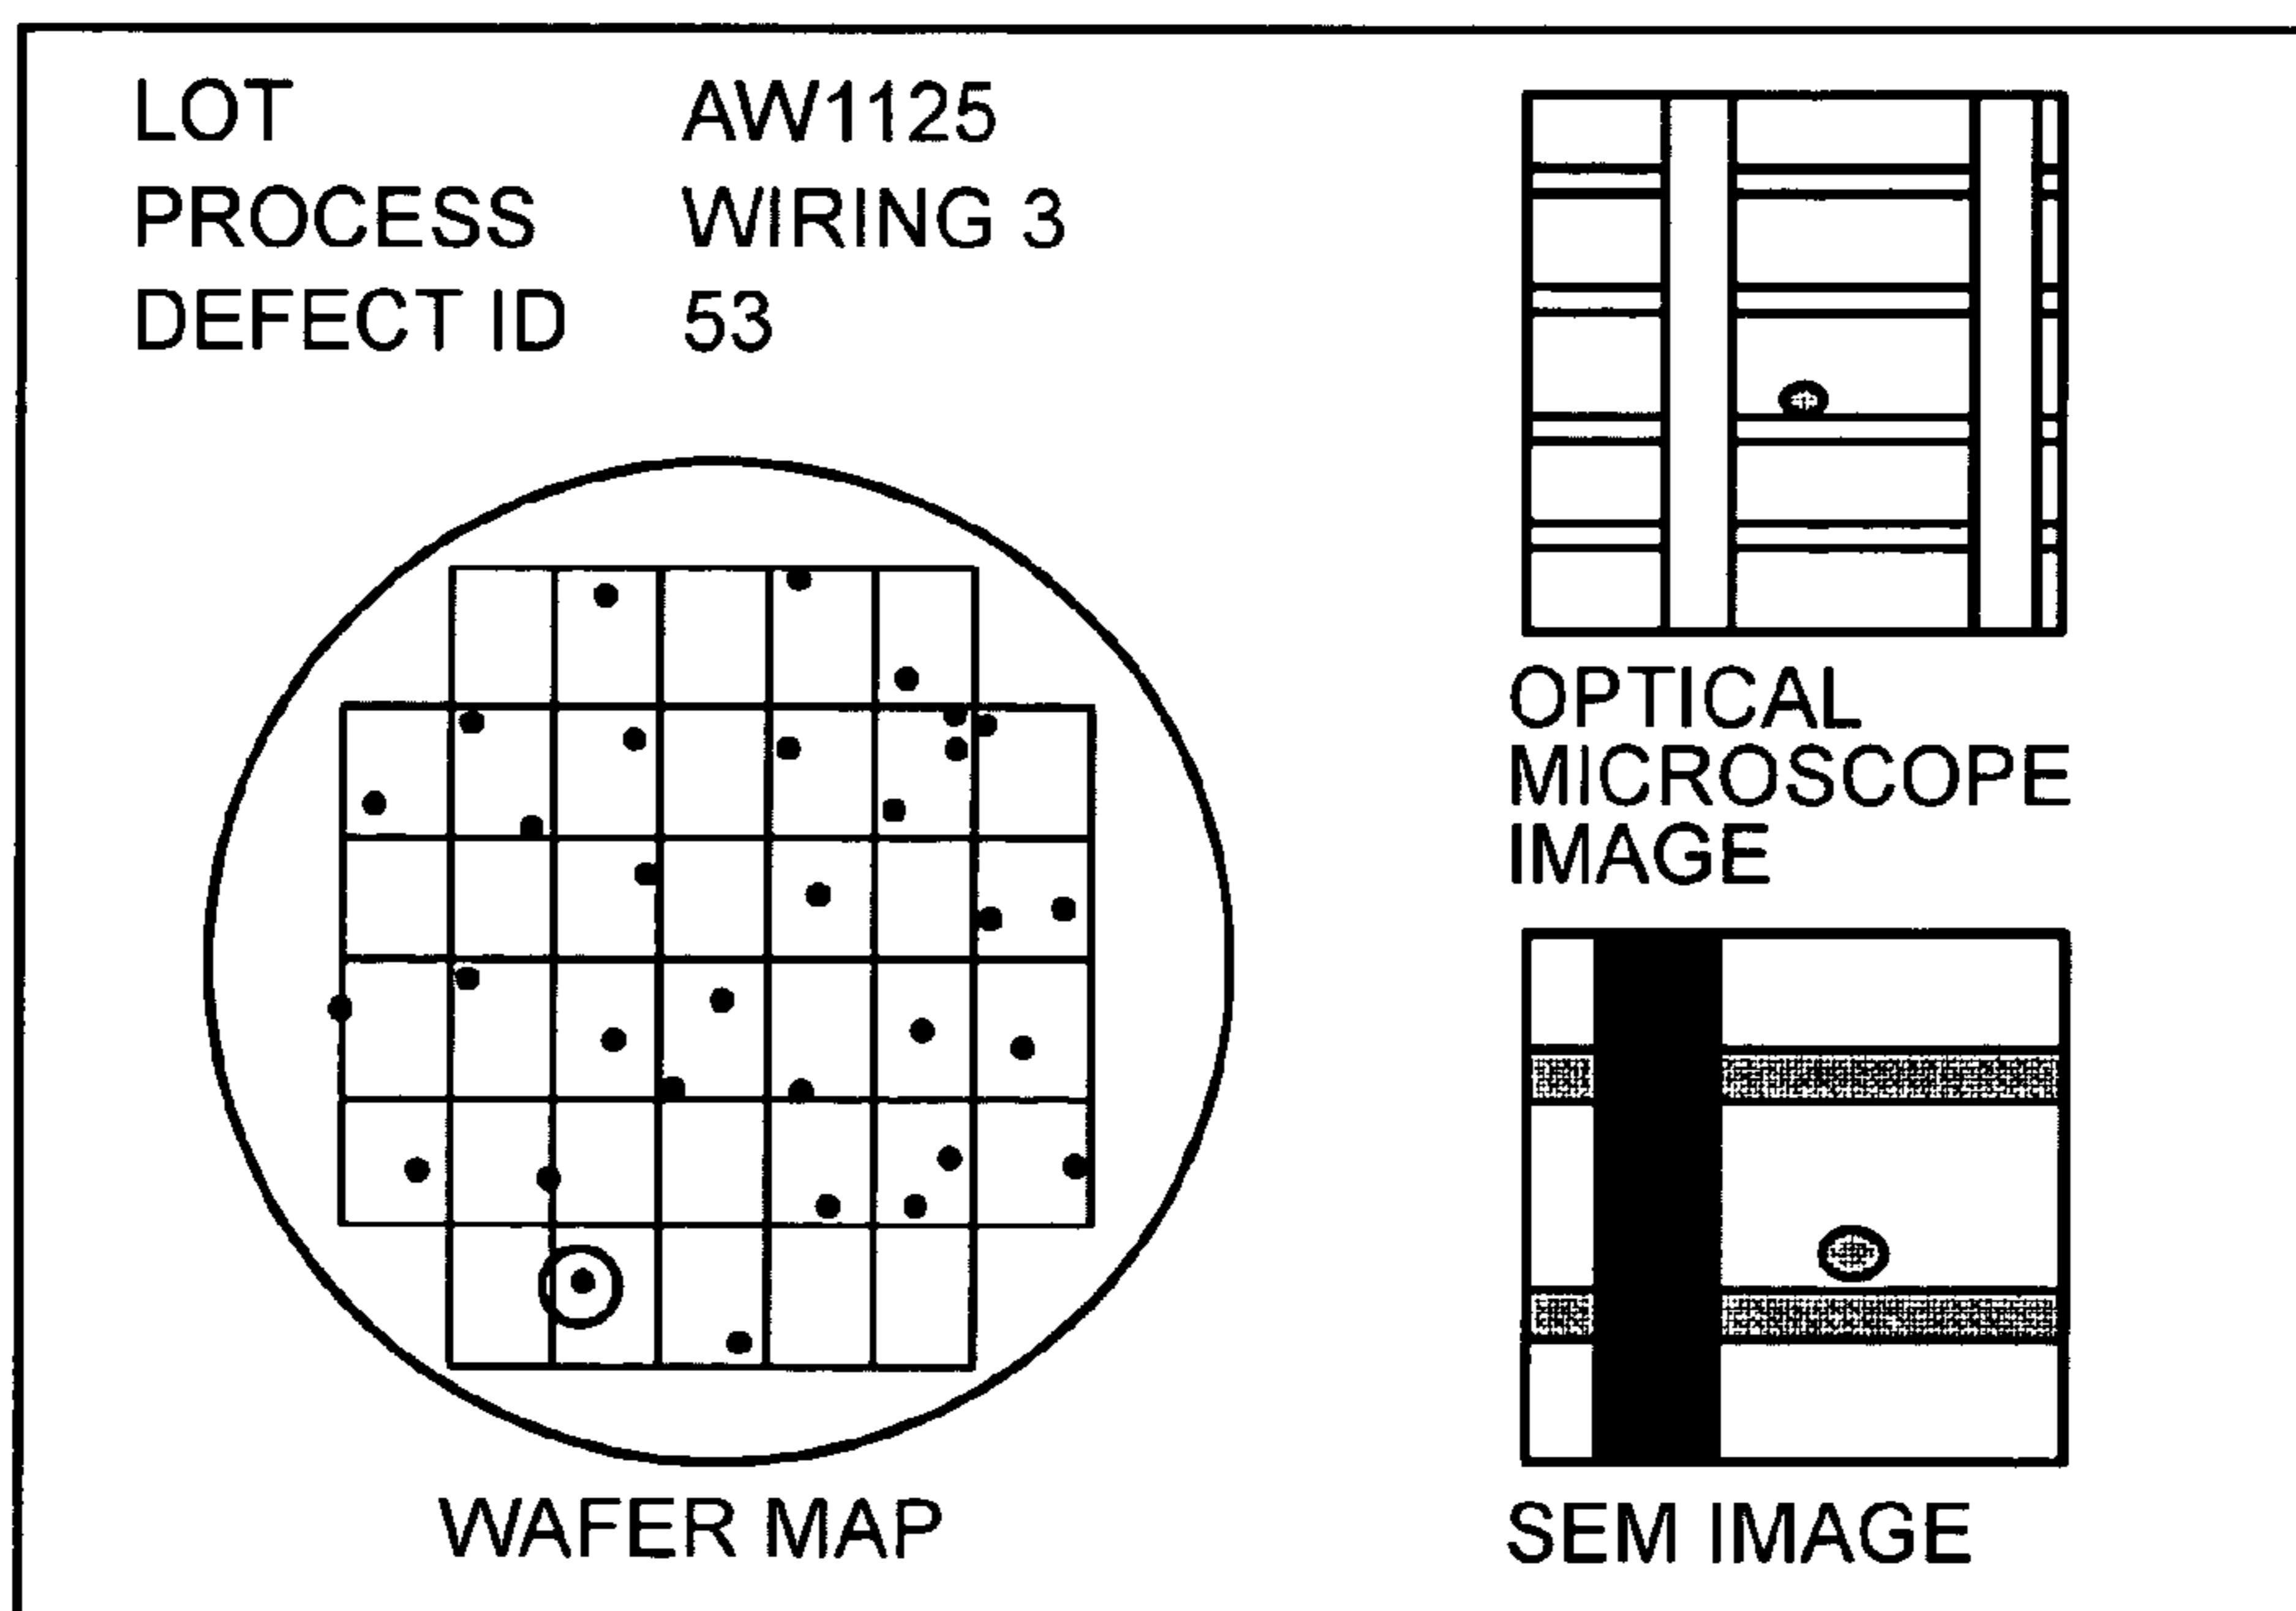 LOT AW1125
PROCESS WIRING 3
DEFECT ID 53
OPTICAL
MICROSCOPE
IMAGE
WAFER MAP
SEM IMAGE